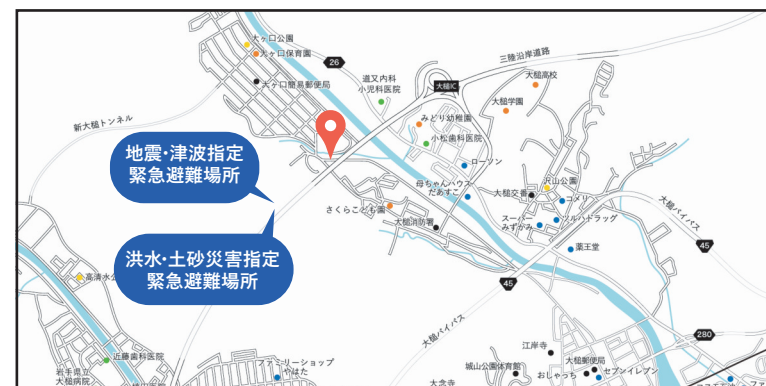 大ヶ口公園
大ヶ口保育園
26
大ヶ口簡易郵便局
道又内科
小児科医院
三陸沿岸道路
大槌IC
大槌高校
大槌学園
みどり幼稚園
小松歯科医院
新大槌トンネル
地震・津波指定
緊急避難場所
ローソン
母ちゃんハウス
だぁすこ
大槌交番
沢山公園
コメリ
ツルハドラッグ
スーパー
みずかみ
大槌バイパス
45
薬王堂
さくらこども園
大槌消防署
洪水・土砂災害指定
緊急避難場所
高清水公
45
大槌バイパス
280
近藤歯科医院
岩手県立
大槌病院
ファミリーショップ
やはた
江岸寺
城山公園体育館
大槌郵便局
おしゃっち
セブンイレブン
大念寺